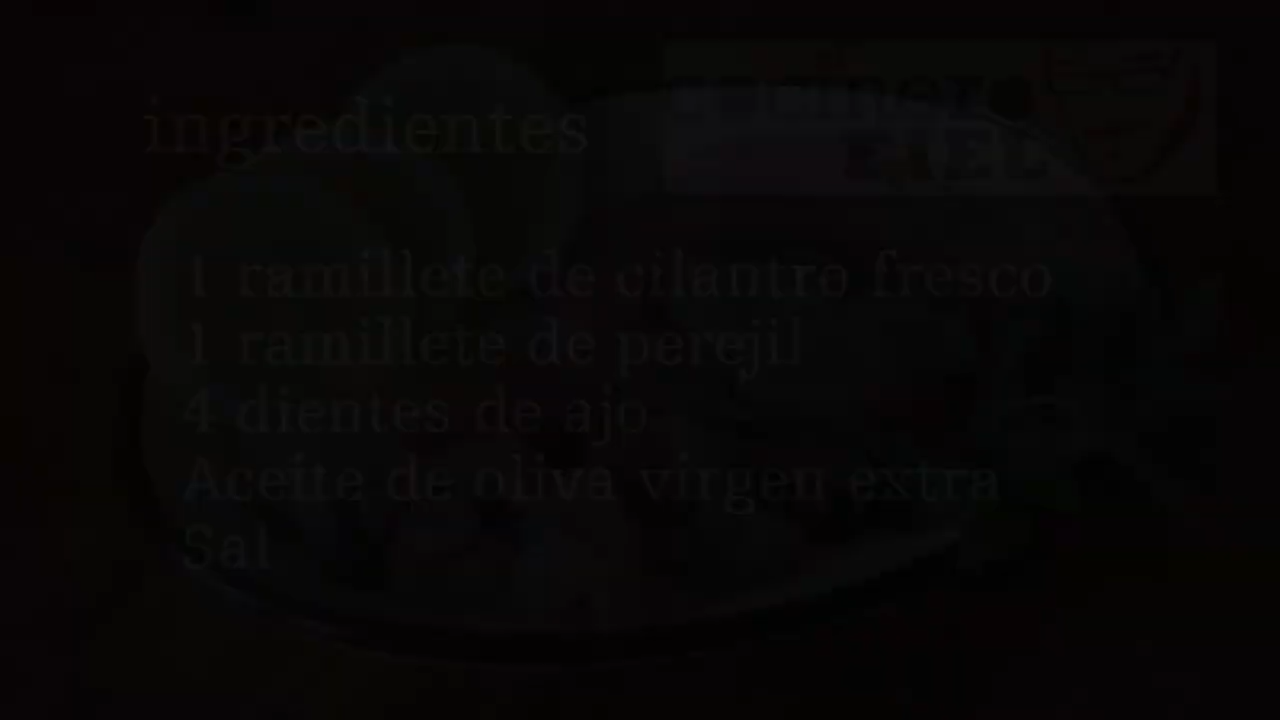 ingredientes
1 ramillete de cilantro fresco
1 ramillete de perejil
4 dientes de ajo
Aceite de oliva virgen extra
Sal